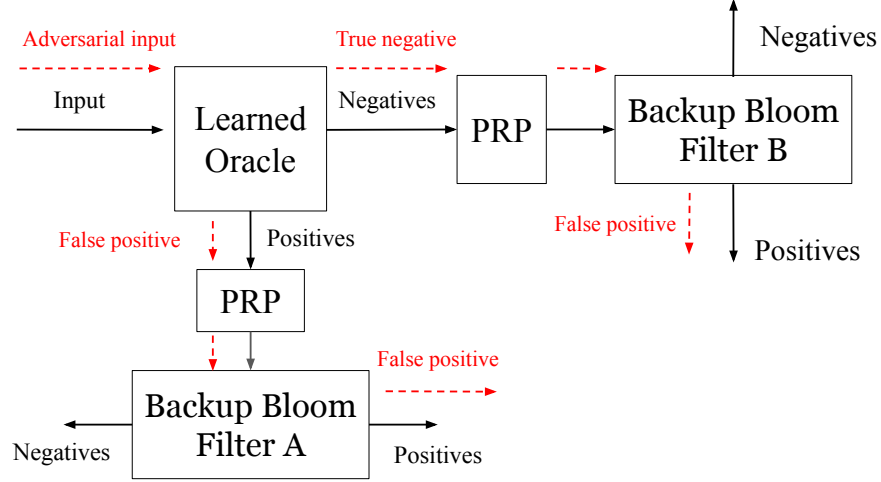 Adversarial input
True negative
Negatives
Input
Negatives
Learned
Oracle
PRP
Backup Bloom
Filter B
False positive
Positives
False positive
Positives
PRP
False positive
Backup Bloom
Filter A
Negatives
Positives